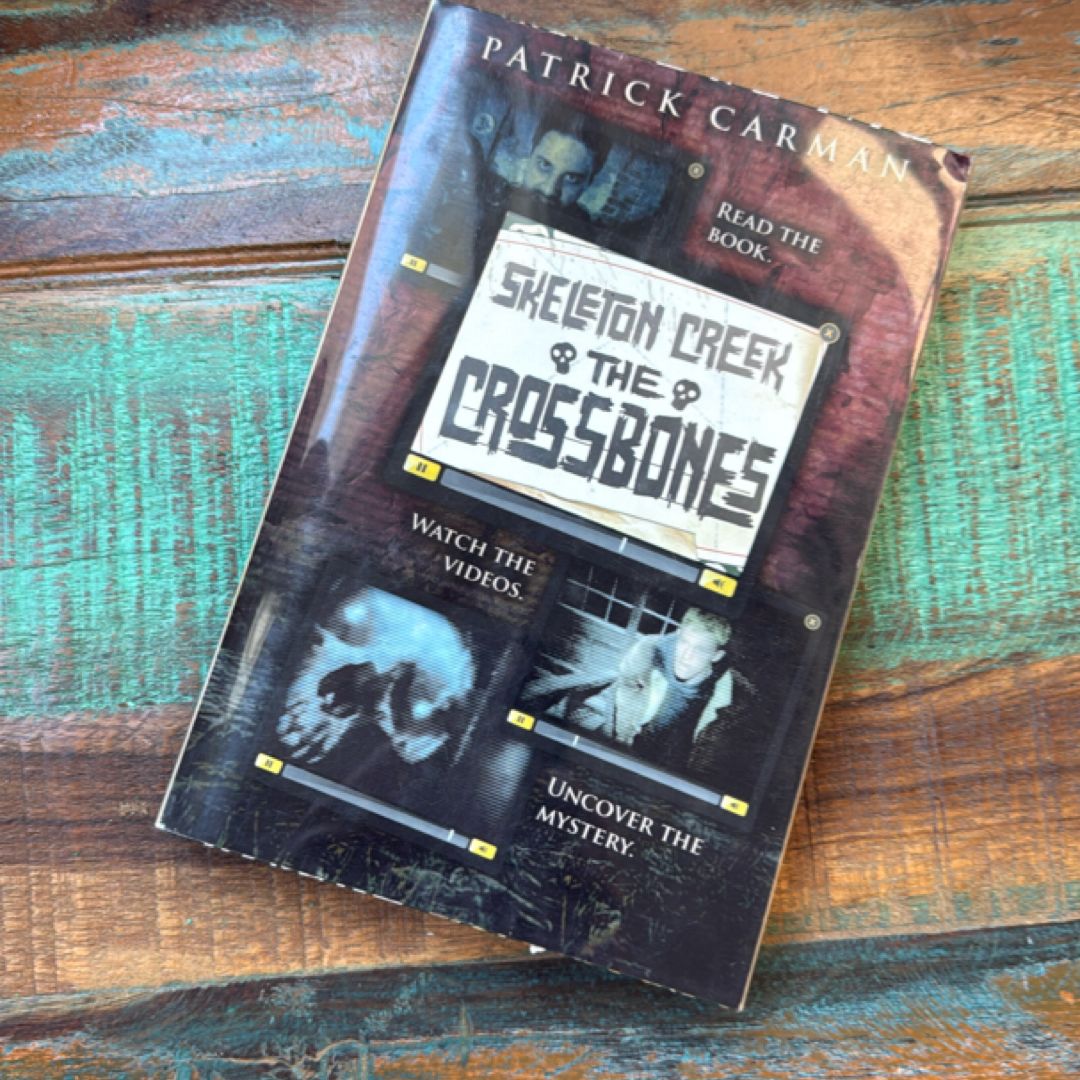 PATRICK CARMAN
READ THE
BOOK.
SKELETON CREEK
THE
CROSSBONES
WATCH THE
VIDEOS.
UNCOVER THE
MYSTERY.